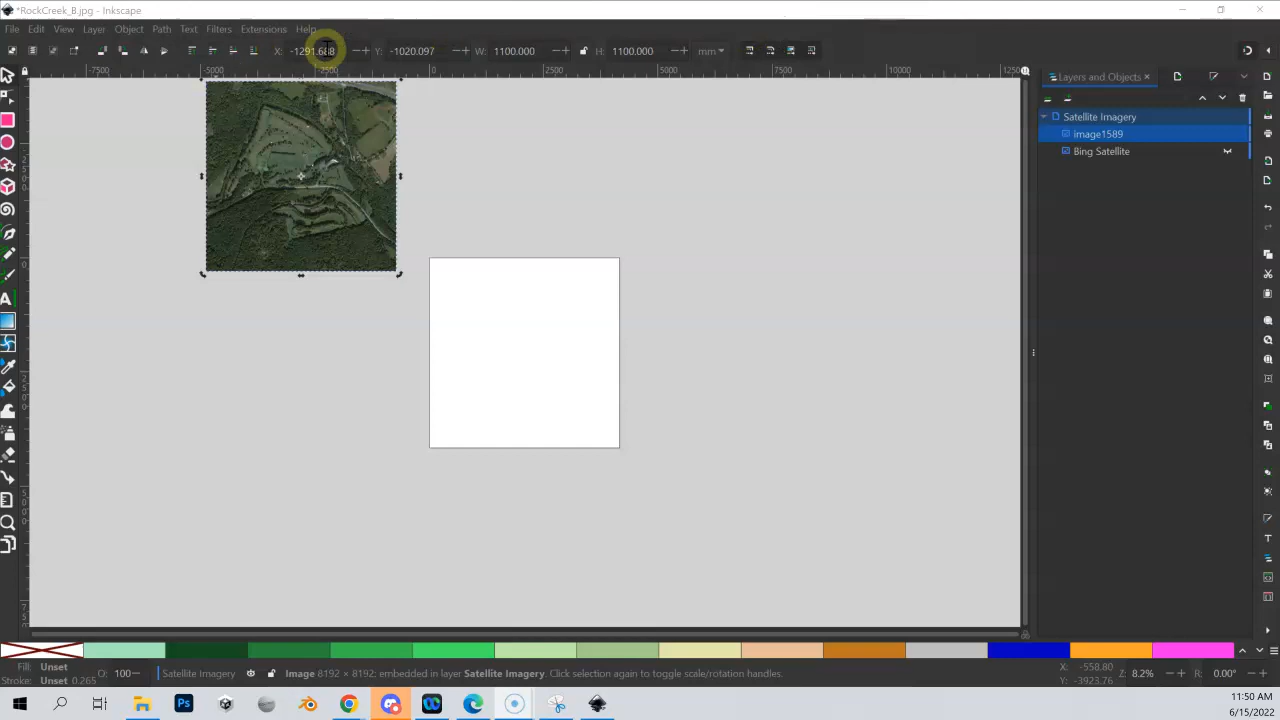 *RockCreek_B.jpg - Inkscape
File Edit View Layer Object Path Text Filters Extensions Help
X: -1291.688 Y: -1020.097 W: 1100.000 H: 1100.000 mm
-7500 -5000 -2500 0 2500 5000 7500 10000 12500
Layers and Objects
Satellite Imagery
image1589
Bing Satellite
Fill: Unset
Stroke: Unset 0.265
O: 100
Satellite Imagery
Image 8192 × 8192; embedded in layer Satellite Imagery. Click selection again to toggle scale/rotation handles.
X: -558.80
Y: -3923.76
Z: 8.2%
R: 0.00°
Ps
11:50 AM
6/15/2022